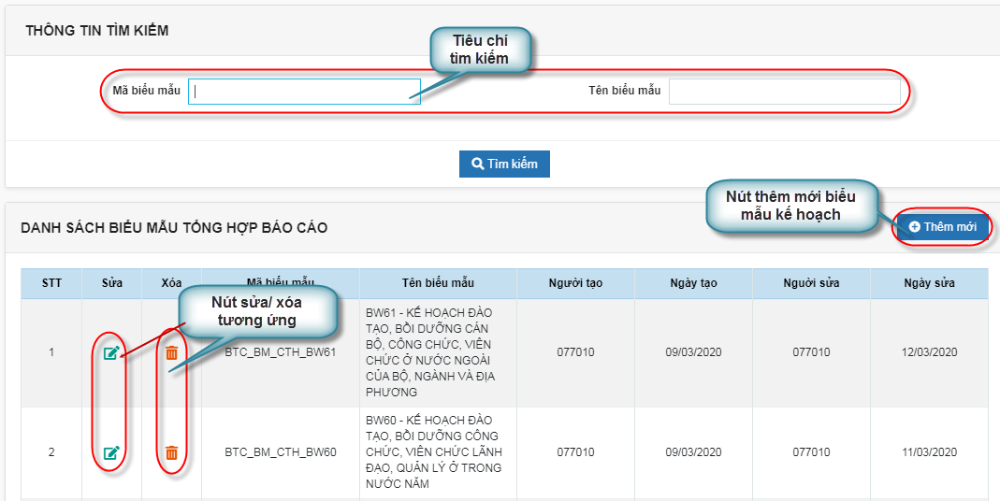 THÔNG TIN TÌM KIẾM
Tiêu chí
tìm kiếm
Mã biểu mẫu
Tên biểu mẫu
Tìm kiếm
Nút thêm mới biểu
mẫu kế hoạch
DANH SÁCH BIỂU MẪU TỔNG HỢP BÁO CÁO
Thêm mới
STT Sửa Xóa Mã biểu mẫu Tên biểu mẫu Người tạo Ngày tạo Người sửa Ngày sửa
Nút sửa/ xóa
tương ứng
BW61 - KẾ HOẠCH ĐÀO
TẠO, BỒI DƯỠNG CÁN
BỘ, CÔNG CHỨC, VIÊN
1 BTC_BM_CTH_BW61 CHỨC Ở NƯỚC NGOÀI 077010 09/03/2020 077010 12/03/2020
CỦA BỘ, NGÀNH VÀ ĐỊA
PHƯƠNG
BW60 - KẾ HOẠCH ĐÀO
TẠO, BỒI DƯỠNG CÔNG
2 BTC_BM_CTH_BW60 CHỨC, VIÊN CHỨC LÃNH 077010 09/03/2020 077010 11/03/2020
ĐẠO, QUẢN LÝ Ở TRONG
NƯỚC NĂM